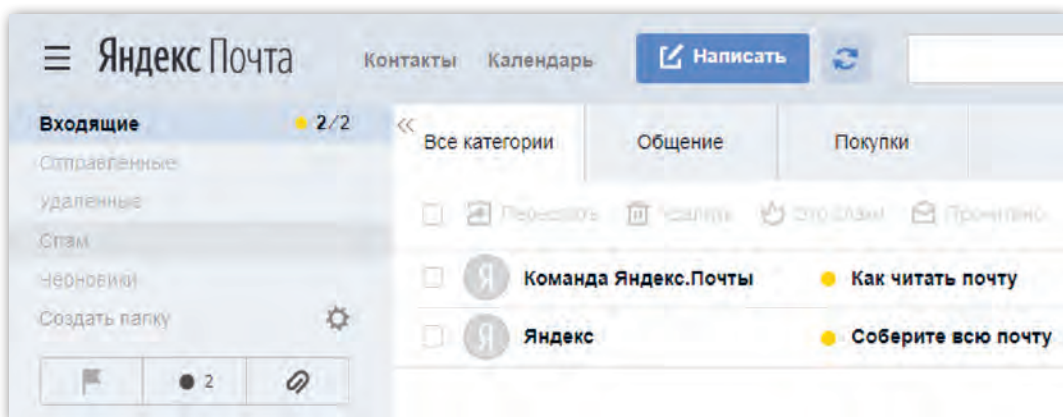 Яндекс Почта
Контакты Календарь Написать
Входящие 2/2
Отправленные
Удаленные
Спам
Черновики
Создать папку
2
Все категории Общение Покупки
Переслать Удалить Это спам! Прочитано
Я Команда Яндекс.Почты Как читать почту
Я Яндекс Соберите всю почту